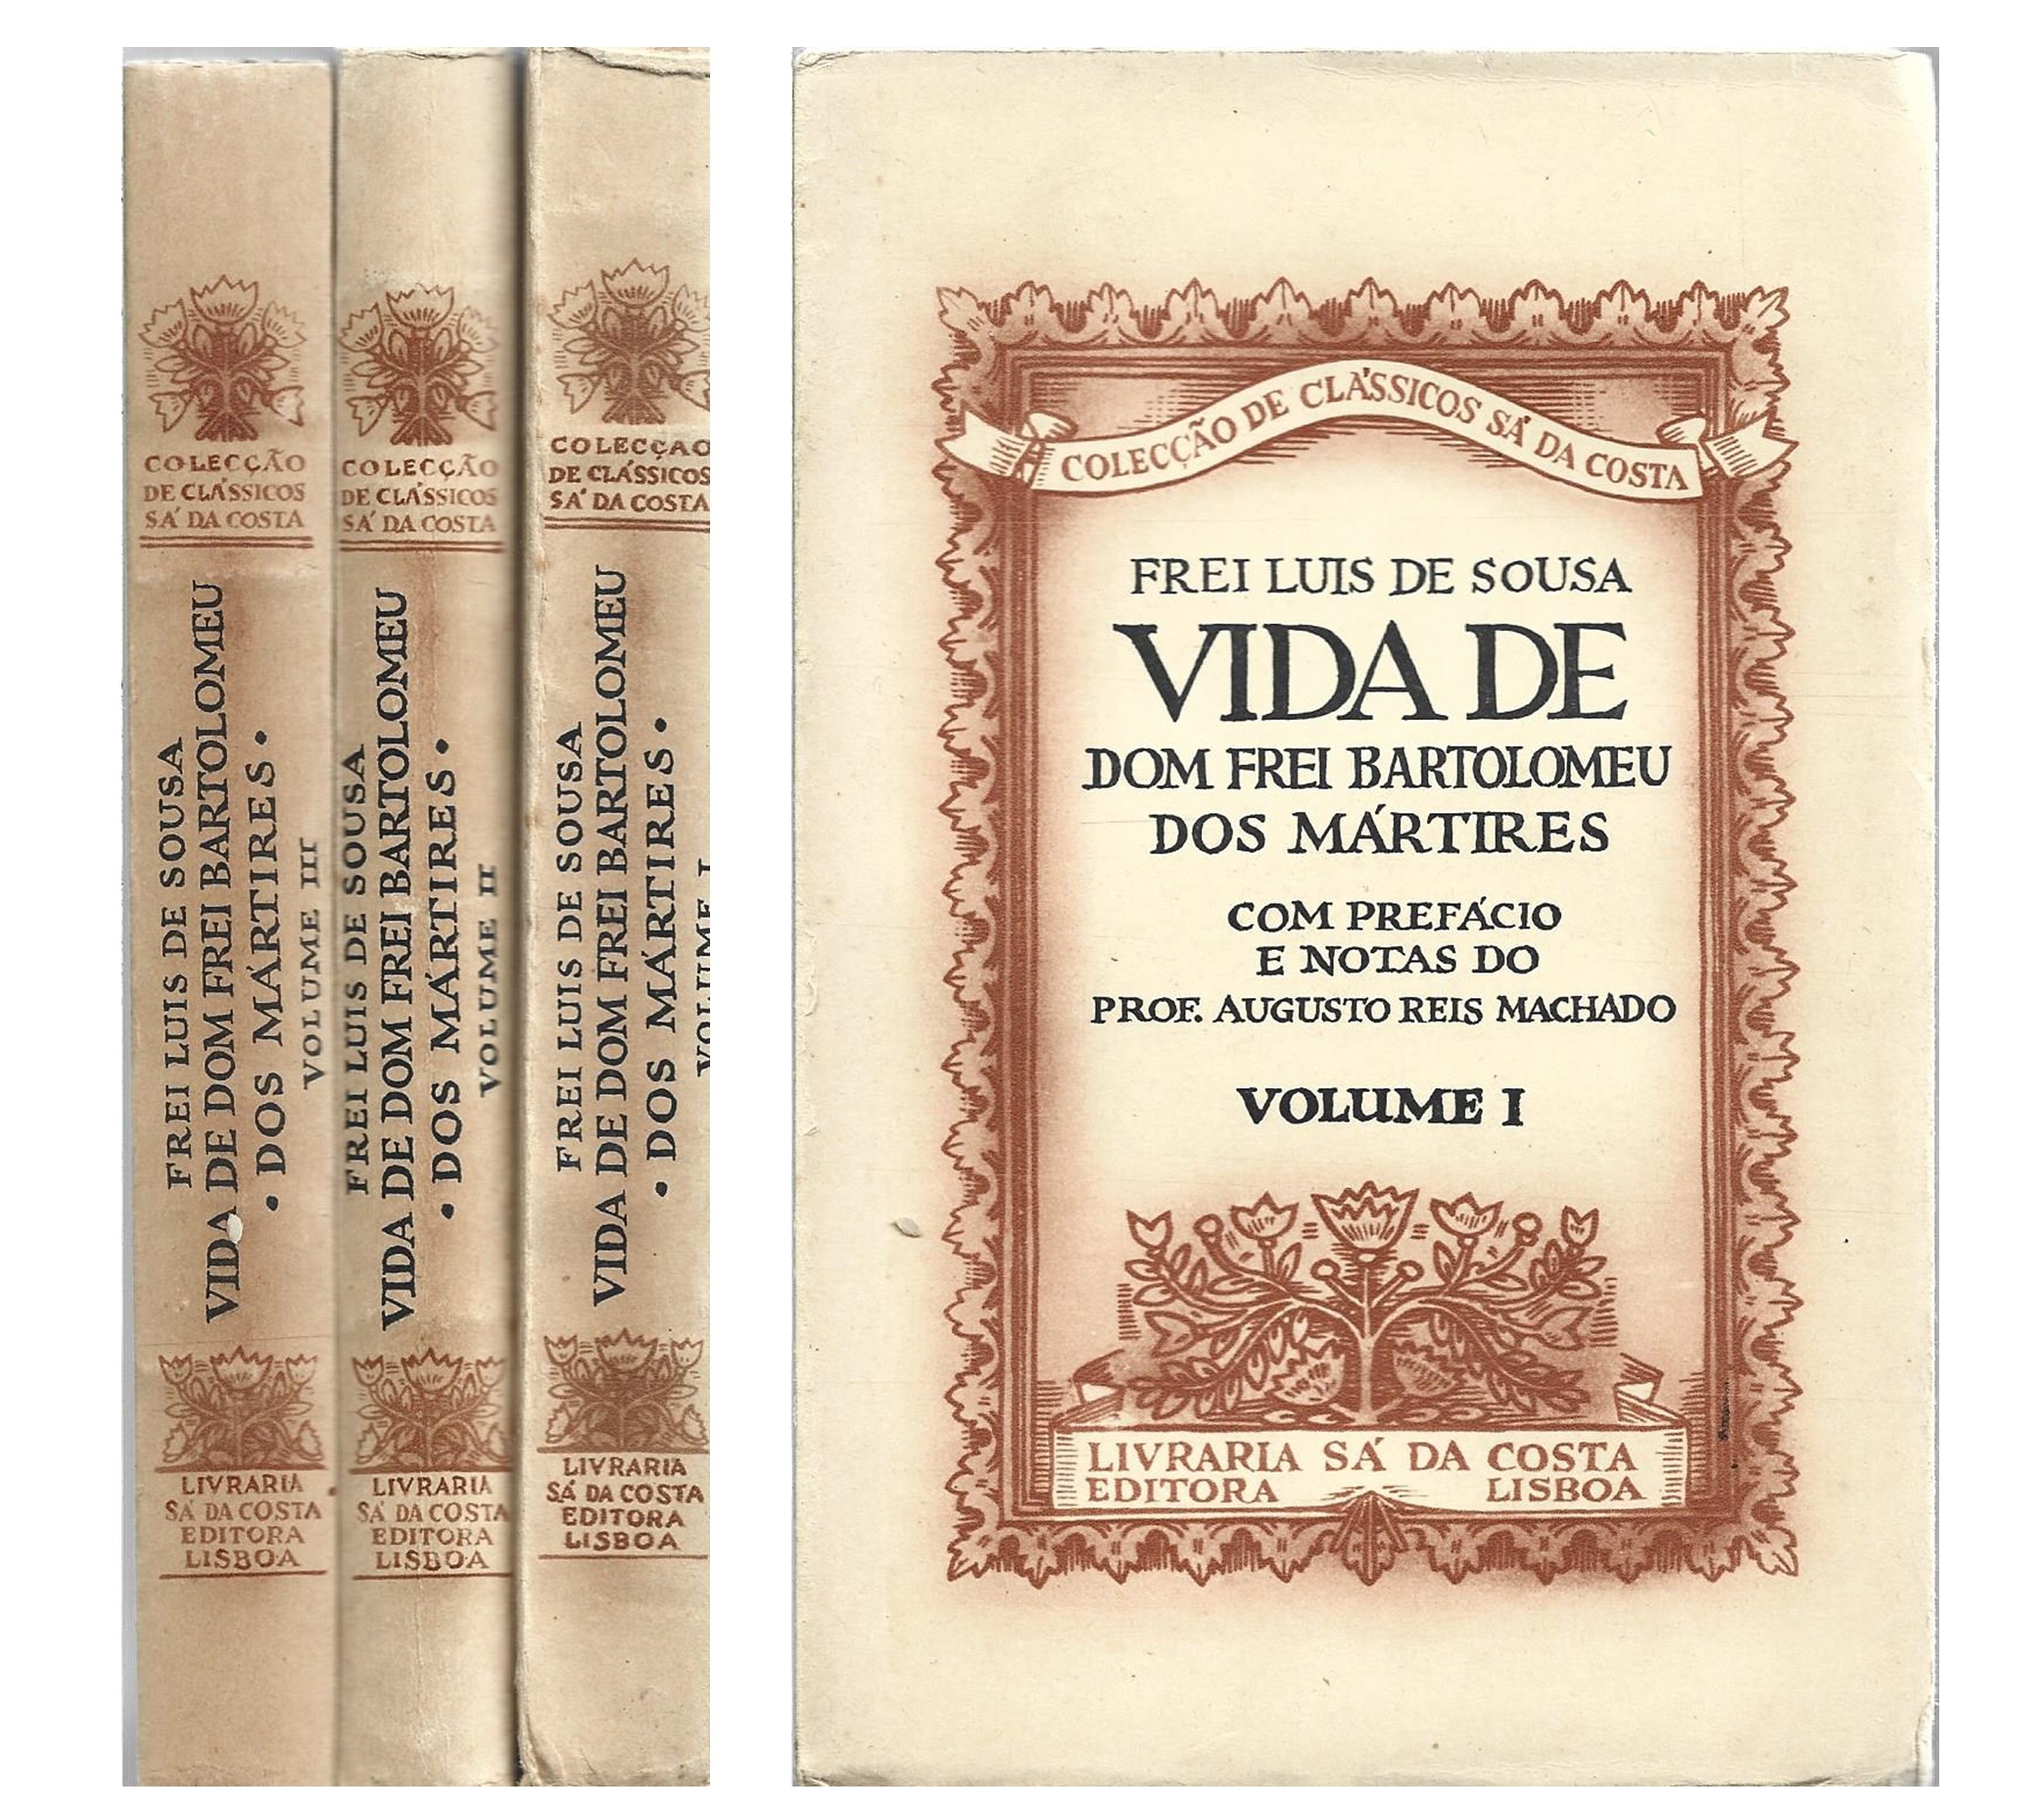 COLECÇÃO
DE CLÁSSICOS
SÁ DA COSTA
FREI LUIS DE SOUSA
VIDA DE DOM FREI BARTOLOMEU
• DOS MÁRTIRES •
VOLUME III
LIVRARIA
SÁ DA COSTA
EDITORA
LISBOA
COLECÇÃO
DE CLÁSSICOS
SÁ DA COSTA
FREI LUIS DE SOUSA
VIDA DE DOM FREI BARTOLOMEU
• DOS MÁRTIRES •
VOLUME II
LIVRARIA
SÁ DA COSTA
EDITORA
LISBOA
COLECÇAO
DE CLÁSSICOS
SÁ DA COSTA
FREI LUIS DE SOUSA
VIDA DE DOM FREI BARTOLOMEU
• DOS MÁRTIRES •
VOLUME I
LIVRARIA
SÁ DA COSTA
EDITORA
LISBOA
COLECÇÃO DE CLÁSSICOS SÁ DA COSTA
FREI LUIS DE SOUSA
VIDA DE
DOM FREI BARTOLOMEU
DOS MÁRTIRES
COM PREFÁCIO
E NOTAS DO
PROF. AUGUSTO REIS MACHADO
VOLUME I
LIVRARIA SÁ DA COSTA
EDITORA LISBOA